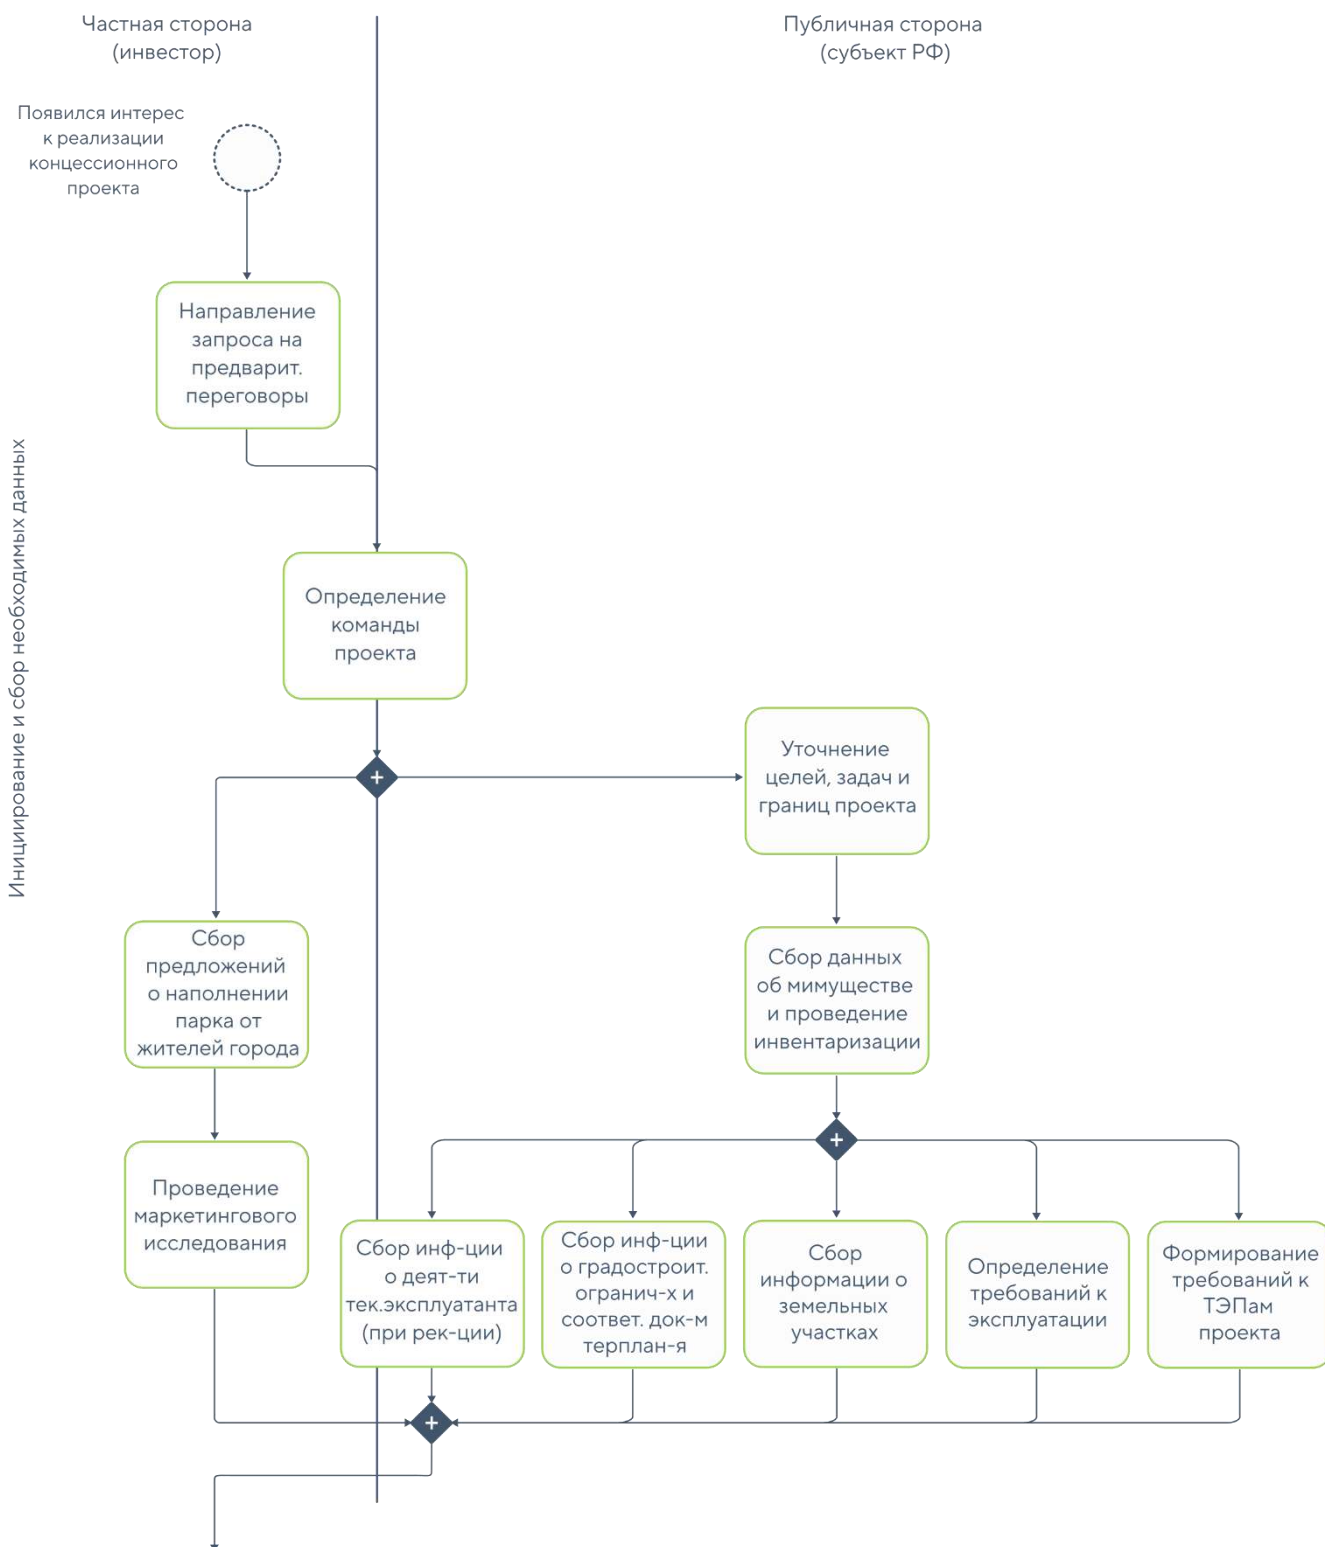 Частная сторона
(инвестор)
Публичная сторона
(субъект РФ)
Появился интерес
к реализации
концессионного
проекта
Направление
запроса на
предварит.
переговоры
Инициирование и сбор необходимых данных
Определение
команды
проекта
Уточнение
целей, задач и
границ проекта
Сбор
предложений
о наполнении
парка от
жителей города
Сбор данных
об мимуществе
и проведение
инвентаризации
Проведение
маркетингового
исследования
Сбор инф-ции
о деят-ти
тек.эксплуатанта
(при рек-ции)
Сбор инф-ции
о градостроит.
огранич-х и
соответ. док-м
терплан-я
Сбор
информации о
земельных
участках
Определение
требований к
эксплуатации
Формирование
требований к
ТЭПам
проекта